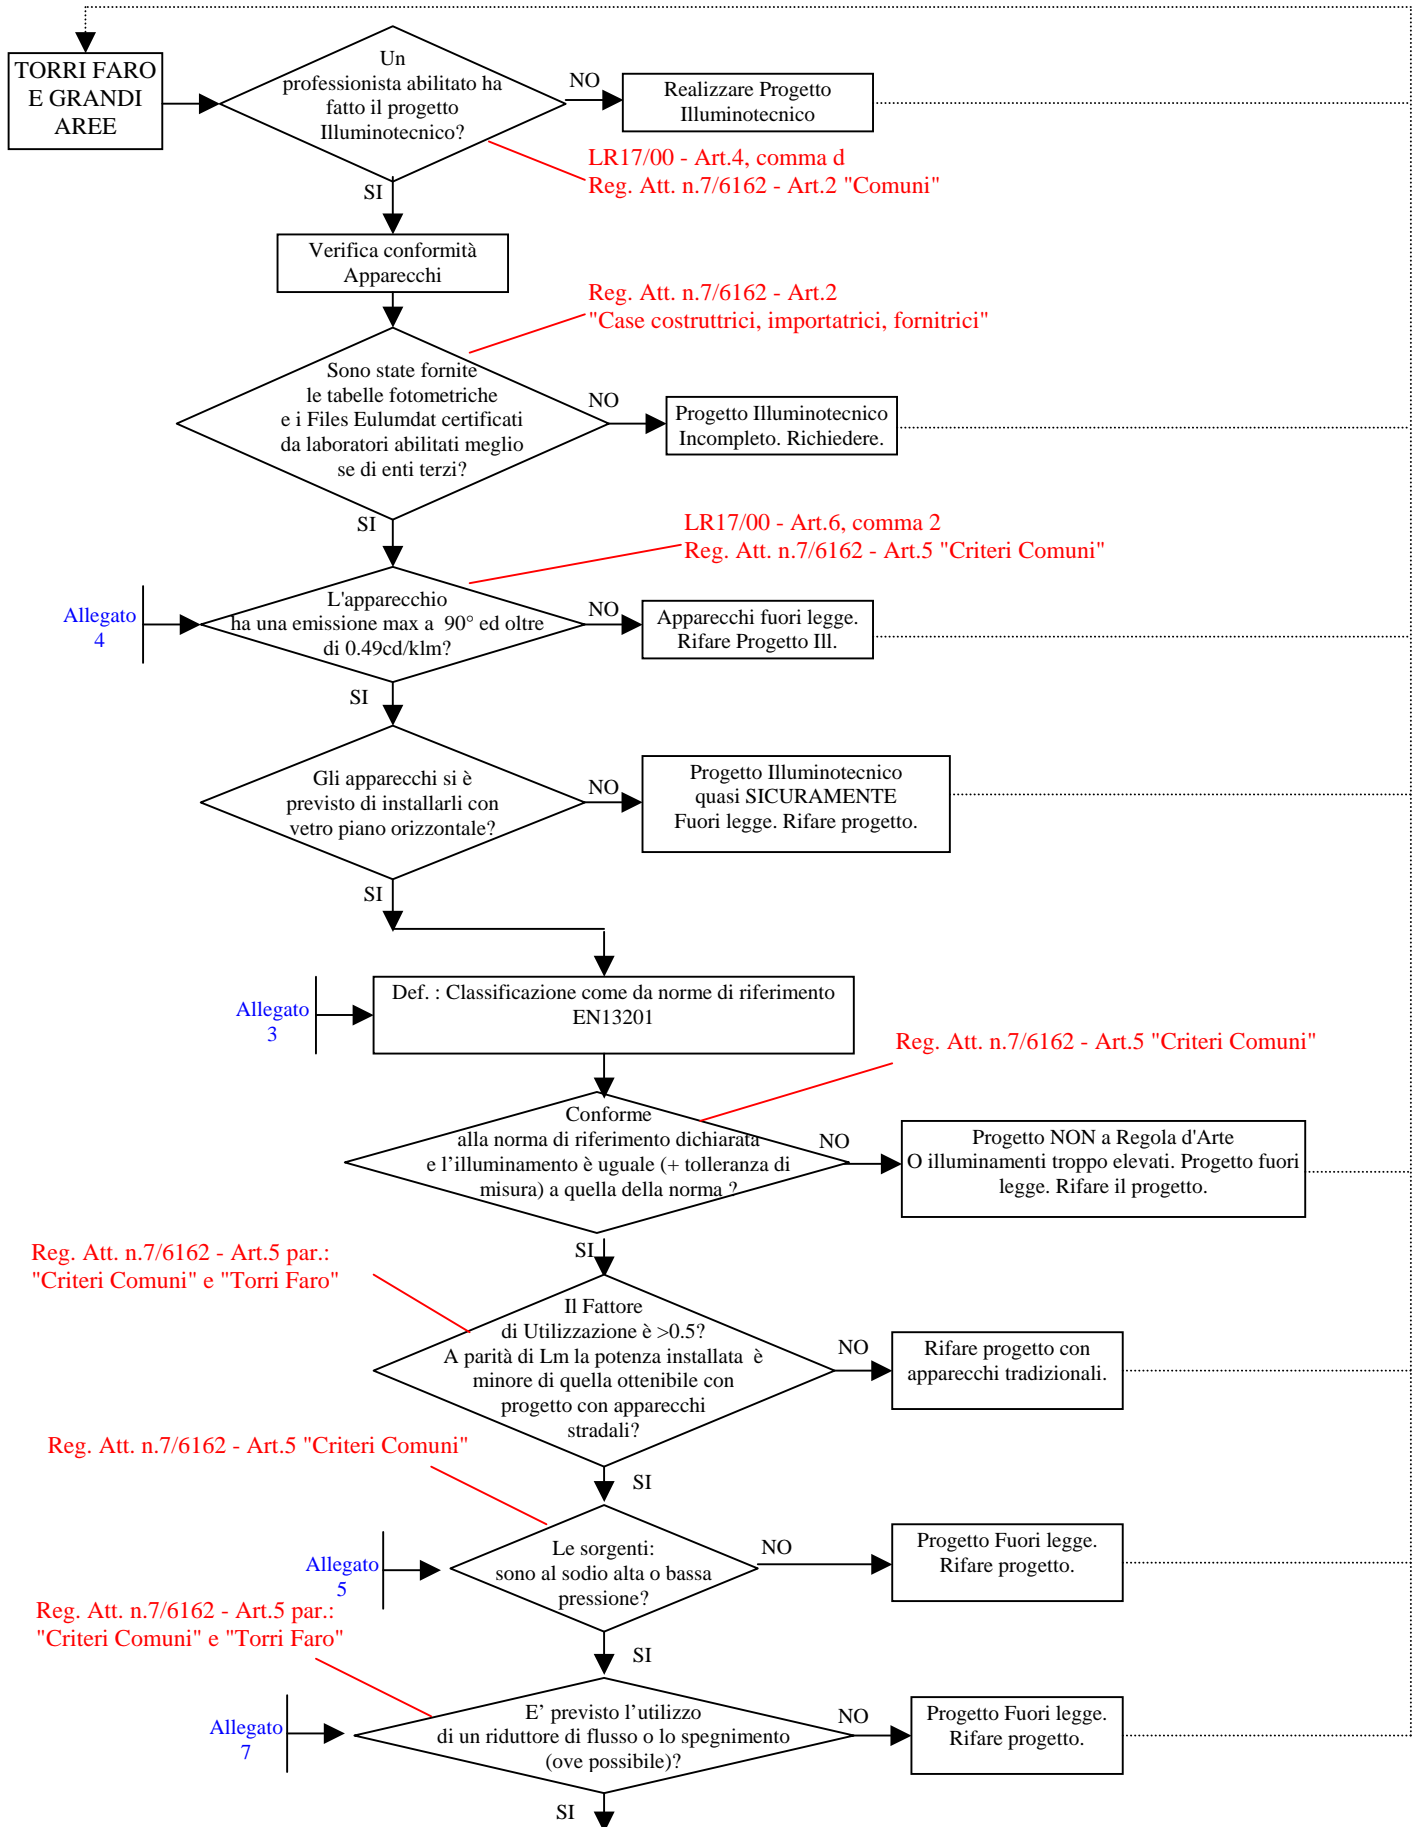 TORRI FARO
E GRANDI
AREE
Un
professionista abilitato ha
fatto il progetto
Illuminotecnico?
NO
Realizzare Progetto
Illuminotecnico
LR17/00 - Art.4, comma d
Reg. Att. n.7/6162 - Art.2 "Comuni"
SI
Verifica conformità
Apparecchi
Reg. Att. n.7/6162 - Art.2
"Case costruttrici, importatrici, fornitrici"
Sono state fornite
le tabelle fotometriche
e i Files Eulumdat certificati
da laboratori abilitati meglio
se di enti terzi?
NO
Progetto Illuminotecnico
Incompleto. Richiedere.
SI
LR17/00 - Art.6, comma 2
Reg. Att. n.7/6162 - Art.5 "Criteri Comuni"
Allegato
4
L'apparecchio
ha una emissione max a 90° ed oltre
di 0.49cd/klm?
NO
Apparecchi fuori legge.
Rifare Progetto Ill.
SI
Gli apparecchi si è
previsto di installarli con
vetro piano orizzontale?
NO
Progetto Illuminotecnico
quasi SICURAMENTE
Fuori legge. Rifare progetto.
SI
Allegato
3
Def. : Classificazione come da norme di riferimento
EN13201
Reg. Att. n.7/6162 - Art.5 "Criteri Comuni"
Conforme
alla norma di riferimento dichiarata
e l’illuminamento è uguale (+ tolleranza di
misura) a quella della norma ?
NO
Progetto NON a Regola d'Arte
O illuminamenti troppo elevati. Progetto fuori
legge. Rifare il progetto.
SI
Reg. Att. n.7/6162 - Art.5 par.:
"Criteri Comuni" e "Torri Faro"
Il Fattore
di Utilizzazione è >0.5?
A parità di Lm la potenza installata è
minore di quella ottenibile con
progetto con apparecchi
stradali?
NO
Rifare progetto con
apparecchi tradizionali.
SI
Reg. Att. n.7/6162 - Art.5 "Criteri Comuni"
Allegato
5
Le sorgenti:
sono al sodio alta o bassa
pressione?
NO
Progetto Fuori legge.
Rifare progetto.
SI
Reg. Att. n.7/6162 - Art.5 par.:
"Criteri Comuni" e "Torri Faro"
Allegato
7
E’ previsto l’utilizzo
di un riduttore di flusso o lo spegnimento
(ove possibile)?
NO
Progetto Fuori legge.
Rifare progetto.
SI